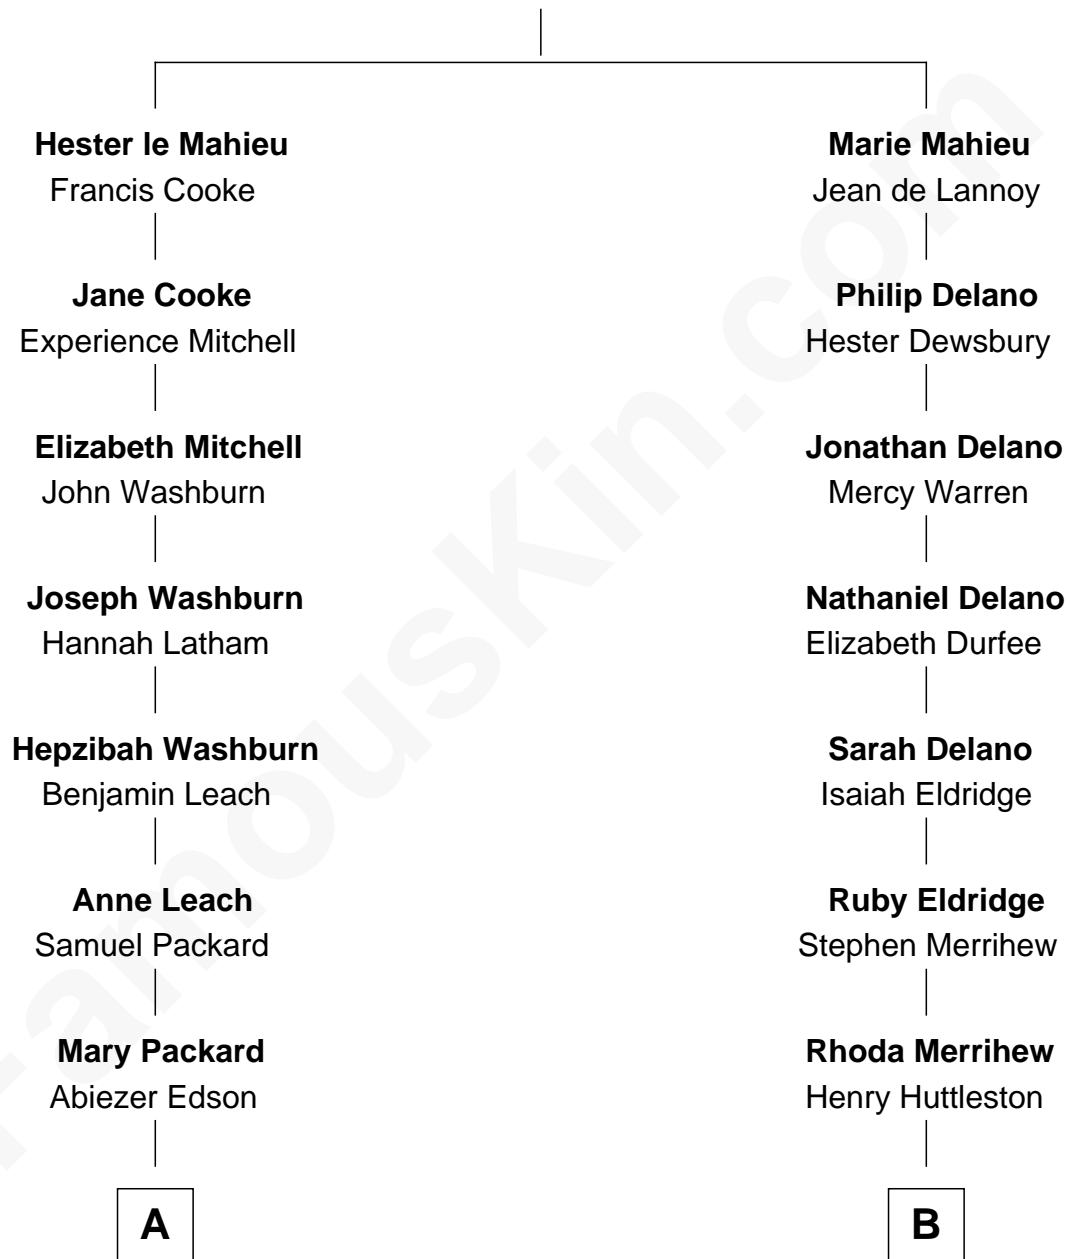 Hester le Mahieu
Francis Cooke
Marie Mahieu
Jean de Lannoy
Jane Cooke
Experience Mitchell
Philip Delano
Hester Dewsbury
Elizabeth Mitchell
John Washburn
Jonathan Delano
Mercy Warren
Joseph Washburn
Hannah Latham
Nathaniel Delano
Elizabeth Durfee
Hepzibah Washburn
Benjamin Leach
Sarah Delano
Isaiah Eldridge
Anne Leach
Samuel Packard
Ruby Eldridge
Stephen Merrihew
Mary Packard
Abiezer Edson
Rhoda Merrihew
Henry Huttleston
A
B
FamousKin.com